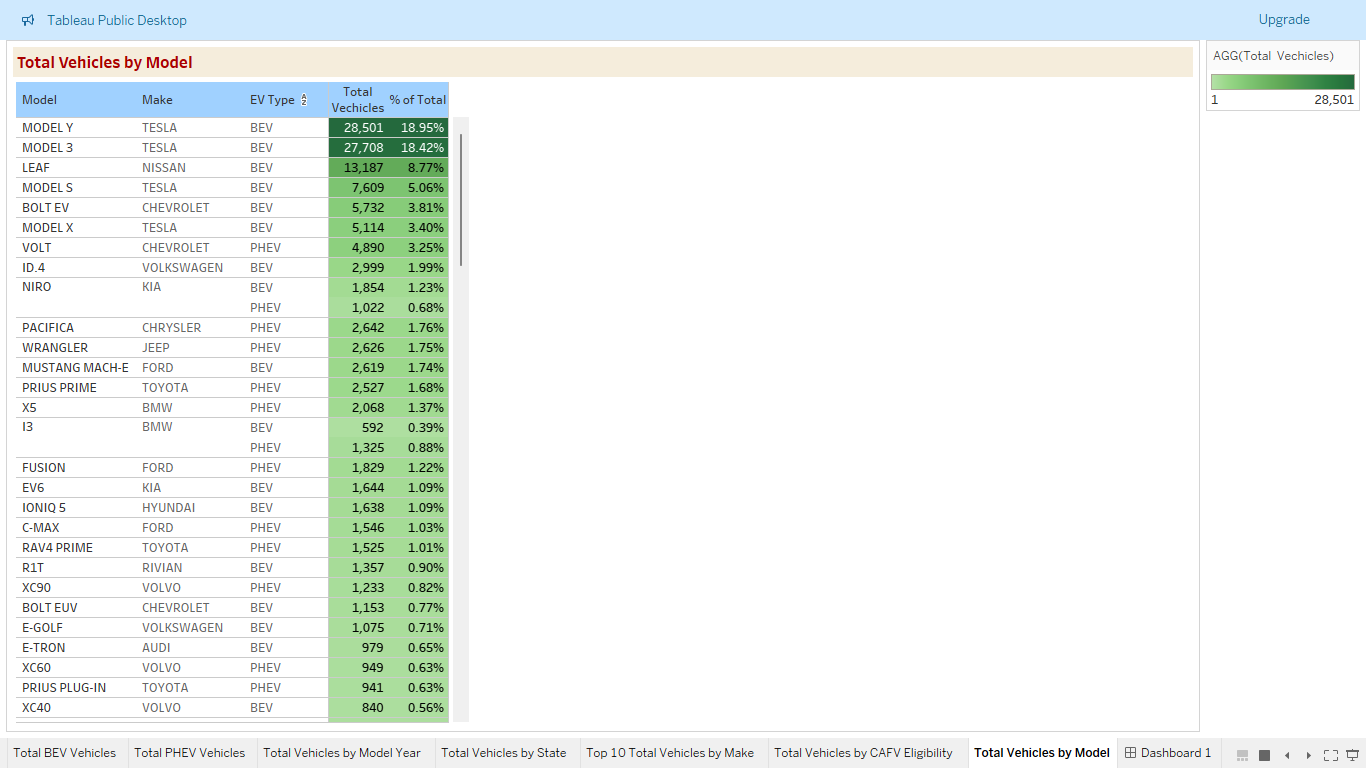 Tableau Public Desktop
Upgrade
Total Vehicles by Model
AGG(Total Vechicles)
1 28,501
Model Make EV Type Total Vechicles % of Total
MODEL Y TESLA BEV 28,501 18.95%
MODEL 3 TESLA BEV 27,708 18.42%
LEAF NISSAN BEV 13,187 8.77%
MODEL S TESLA BEV 7,609 5.06%
BOLT EV CHEVROLET BEV 5,732 3.81%
MODEL X TESLA BEV 5,114 3.40%
VOLT CHEVROLET PHEV 4,890 3.25%
ID.4 VOLKSWAGEN BEV 2,999 1.99%
NIRO KIA BEV 1,854 1.23%
PHEV 1,022 0.68%
PACIFICA CHRYSLER PHEV 2,642 1.76%
WRANGLER JEEP PHEV 2,626 1.75%
MUSTANG MACH-E FORD BEV 2,619 1.74%
PRIUS PRIME TOYOTA PHEV 2,527 1.68%
X5 BMW PHEV 2,068 1.37%
I3 BMW BEV 592 0.39%
PHEV 1,325 0.88%
FUSION FORD PHEV 1,829 1.22%
EV6 KIA BEV 1,644 1.09%
IONIQ 5 HYUNDAI BEV 1,638 1.09%
C-MAX FORD PHEV 1,546 1.03%
RAV4 PRIME TOYOTA PHEV 1,525 1.01%
R1T RIVIAN BEV 1,357 0.90%
XC90 VOLVO PHEV 1,233 0.82%
BOLT EUV CHEVROLET BEV 1,153 0.77%
E-GOLF VOLKSWAGEN BEV 1,075 0.71%
E-TRON AUDI BEV 979 0.65%
XC60 VOLVO PHEV 949 0.63%
PRIUS PLUG-IN TOYOTA PHEV 941 0.63%
XC40 VOLVO BEV 840 0.56%
Total BEV Vehicles Total PHEV Vehicles Total Vehicles by Model Year Total Vehicles by State Top 10 Total Vehicles by Make Total Vehicles by CAFV Eligibility Total Vehicles by Model Dashboard 1